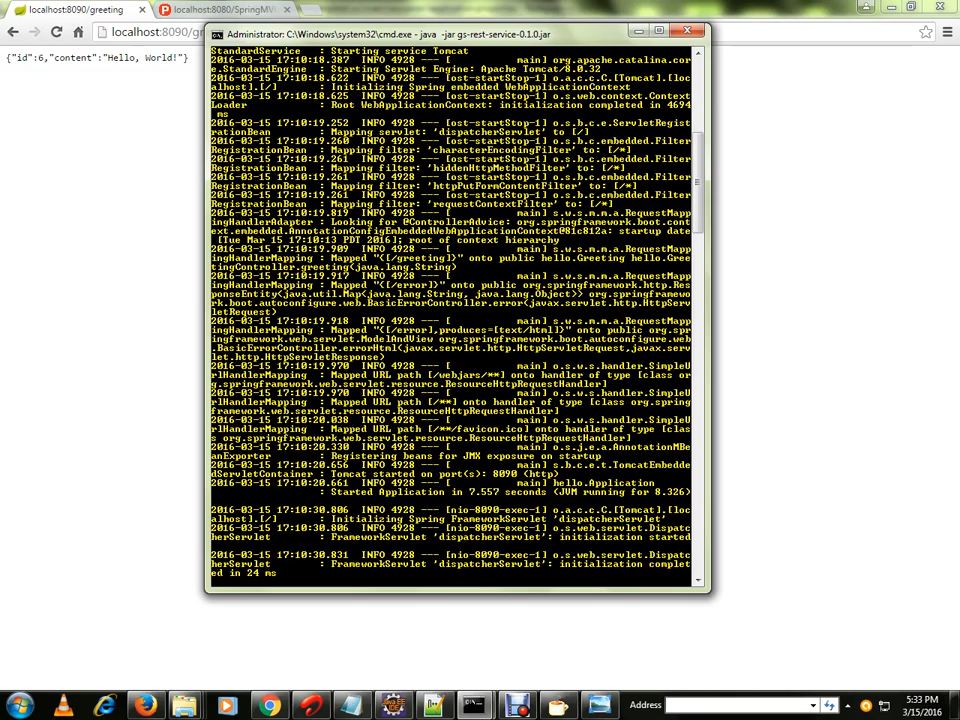 localhost:8090/greeting
localhost:8080/SpringMV
localhost:8090/gr
{"id":6,"content":"Hello, World!"}
Administrator: C:\Windows\system32\cmd.exe - java -jar gs-rest-service-0.1.0.jar
StandardService   : Starting service Tomcat
2016-03-15 17:10:18.387  INFO 4928 --- [           main] org.apache.catalina.cor
e.StandardEngine  : Starting Servlet Engine: Apache Tomcat/8.0.32
2016-03-15 17:10:18.622  INFO 4928 --- [ost-startStop-1] o.a.c.c.C.[Tomcat].[loc
alhost].[/]       : Initializing Spring embedded WebApplicationContext
2016-03-15 17:10:18.625  INFO 4928 --- [ost-startStop-1] o.s.web.context.Context
Loader            : Root WebApplicationContext: initialization completed in 4694
 ms
2016-03-15 17:10:19.252  INFO 4928 --- [ost-startStop-1] o.s.b.c.e.ServletRegist
rationBean        : Mapping servlet: 'dispatcherServlet' to [/]
2016-03-15 17:10:19.260  INFO 4928 --- [ost-startStop-1] o.s.b.c.embedded.Filter
RegistrationBean  : Mapping filter: 'characterEncodingFilter' to: [/*]
2016-03-15 17:10:19.261  INFO 4928 --- [ost-startStop-1] o.s.b.c.embedded.Filter
RegistrationBean  : Mapping filter: 'hiddenHttpMethodFilter' to: [/*]
2016-03-15 17:10:19.261  INFO 4928 --- [ost-startStop-1] o.s.b.c.embedded.Filter
RegistrationBean  : Mapping filter: 'httpPutFormContentFilter' to: [/*]
2016-03-15 17:10:19.261  INFO 4928 --- [ost-startStop-1] o.s.b.c.embedded.Filter
RegistrationBean  : Mapping filter: 'requestContextFilter' to: [/*]
2016-03-15 17:10:19.819  INFO 4928 --- [           main] s.w.s.m.m.a.RequestMapp
ingHandlerAdapter : Looking for @ControllerAdvice: org.springframework.boot.cont
ext.embedded.AnnotationConfigEmbeddedWebApplicationContext@81c812a: startup date
 [Tue Mar 15 17:10:13 PDT 2016]; root of context hierarchy
2016-03-15 17:10:19.909  INFO 4928 --- [           main] s.w.s.m.m.a.RequestMapp
ingHandlerMapping : Mapped "{[/greeting]}" onto public hello.Greeting hello.Gree
tingController.greeting(java.lang.String)
2016-03-15 17:10:19.917  INFO 4928 --- [           main] s.w.s.m.m.a.RequestMapp
ingHandlerMapping : Mapped "{[/error]}" onto public org.springframework.http.Res
ponseEntity<java.util.Map<java.lang.String, java.lang.Object>> org.springframewo
rk.boot.autoconfigure.web.BasicErrorController.error(javax.servlet.http.HttpServ
letRequest)
2016-03-15 17:10:19.918  INFO 4928 --- [           main] s.w.s.m.m.a.RequestMapp
ingHandlerMapping : Mapped "{[/error],produces=[text/html]}" onto public org.spr
ingframework.web.servlet.ModelAndView org.springframework.boot.autoconfigure.web
.BasicErrorController.errorHtml(javax.servlet.http.HttpServletRequest,javax.serv
let.http.HttpServletResponse)
2016-03-15 17:10:19.970  INFO 4928 --- [           main] o.s.w.s.handler.SimpleU
rlHandlerMapping  : Mapped URL path [/webjars/**] onto handler of type [class or
g.springframework.web.servlet.resource.ResourceHttpRequestHandler]
2016-03-15 17:10:19.970  INFO 4928 --- [           main] o.s.w.s.handler.SimpleU
rlHandlerMapping  : Mapped URL path [/**] onto handler of type [class org.spring
framework.web.servlet.resource.ResourceHttpRequestHandler]
2016-03-15 17:10:20.038  INFO 4928 --- [           main] o.s.w.s.handler.SimpleU
rlHandlerMapping  : Mapped URL path [/**/favicon.ico] onto handler of type [clas
s org.springframework.web.servlet.resource.ResourceHttpRequestHandler]
2016-03-15 17:10:20.330  INFO 4928 --- [           main] o.s.j.e.a.AnnotationMBe
anExporter        : Registering beans for JMX exposure on startup
2016-03-15 17:10:20.656  INFO 4928 --- [           main] s.b.c.e.t.TomcatEmbedde
dServletContainer : Tomcat started on port(s): 8090 (http)
2016-03-15 17:10:20.661  INFO 4928 --- [           main] hello.Application
                  : Started Application in 7.557 seconds (JVM running for 8.326)
2016-03-15 17:10:30.806  INFO 4928 --- [nio-8090-exec-1] o.a.c.c.C.[Tomcat].[loc
alhost].[/]       : Initializing Spring FrameworkServlet 'dispatcherServlet'
2016-03-15 17:10:30.806  INFO 4928 --- [nio-8090-exec-1] o.s.web.servlet.Dispatc
herServlet        : FrameworkServlet 'dispatcherServlet': initialization started
2016-03-15 17:10:30.831  INFO 4928 --- [nio-8090-exec-1] o.s.web.servlet.Dispatc
herServlet        : FrameworkServlet 'dispatcherServlet': initialization complet
ed in 24 ms
Address
5:33 PM
3/15/2016